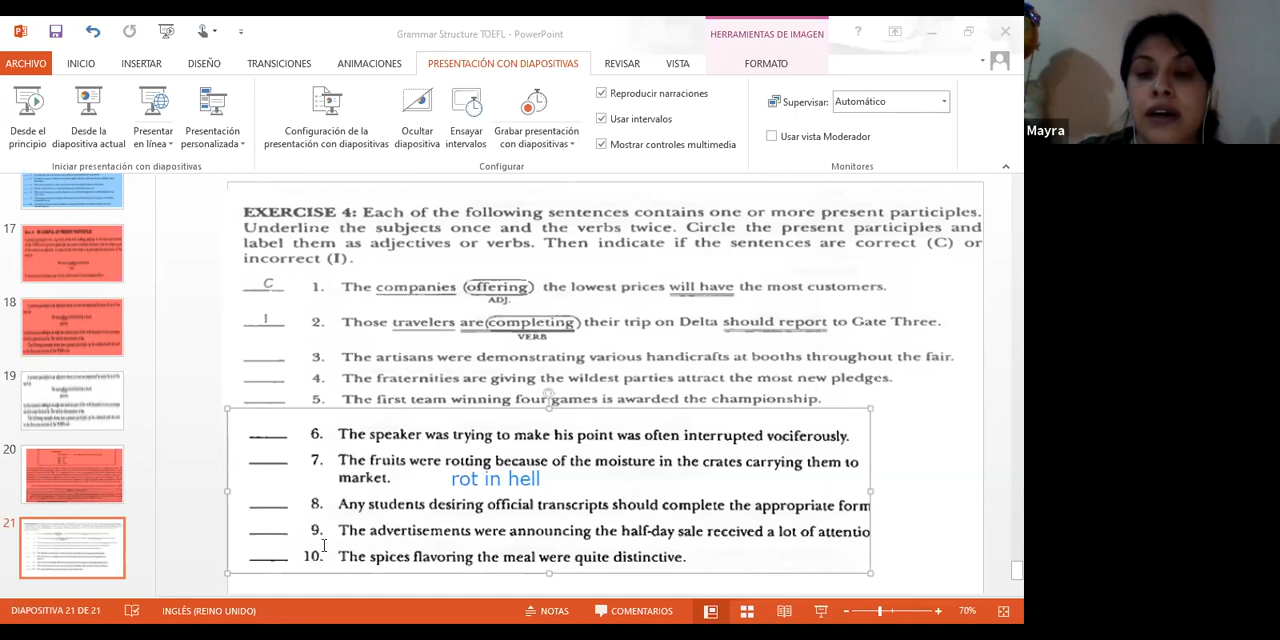 Grammar Structure TOEFL - PowerPoint
HERRAMIENTAS DE IMAGEN
ARCHIVO
INICIO
INSERTAR
DISEÑO
TRANSICIONES
ANIMACIONES
PRESENTACIÓN CON DIAPOSITIVAS
REVISAR
VISTA
FORMATO
Desde el principio
Desde la diapositiva actual
Presentar en línea
Presentación personalizada
Iniciar presentación con diapositivas
Configuración de la presentación con diapositivas
Ocultar diapositiva
Ensayar intervalos
Grabar presentación con diapositivas
Reproducir narraciones
Usar intervalos
Mostrar controles multimedia
Configurar
Supervisar: Automático
Usar vista Moderador
Monitores
Mayra
17
18
19
20
21
EXERCISE 4: Each of the following sentences contains one or more present participles.
Underline the subjects once and the verbs twice. Circle the present participles and
label them as adjectives or verbs. Then indicate if the sentences are correct (C) or
incorrect (I).
C 1. The companies offering the lowest prices will have the most customers.
ADJ.
I 2. Those travelers are completing their trip on Delta should report to Gate Three.
VERB
3. The artisans were demonstrating various handicrafts at booths throughout the fair.
4. The fraternities are giving the wildest parties attract the most new pledges.
5. The first team winning four games is awarded the championship.
6. The speaker was trying to make his point was often interrupted vociferously.
7. The fruits were rotting because of the moisture in the crates carrying them to
market.
rot in hell
8. Any students desiring official transcripts should complete the appropriate form
9. The advertisements were announcing the half-day sale received a lot of attentio
10. The spices flavoring the meal were quite distinctive.
DIAPOSITIVA 21 DE 21
INGLÉS (REINO UNIDO)
NOTAS
COMENTARIOS
70%